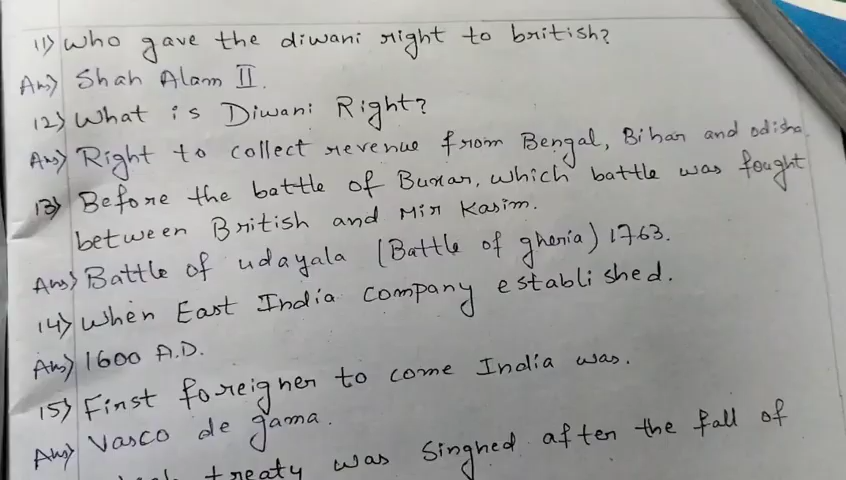 11) Who gave the diwani right to british?
Ans) Shah Alam II.
12) What is Diwani Right?
Ans) Right to collect revenue from Bengal, Bihar and odisha.
13) Before the battle of Buxar, which battle was fought
between British and Mir Kasim.
Ans) Battle of udayala (Battle of gheria) 1763.
14) When East India Company established.
Ans) 1600 A.D.
15) First foreigner to come India was.
Ans) Vasco de gama.
treaty was Singhed after the fall of